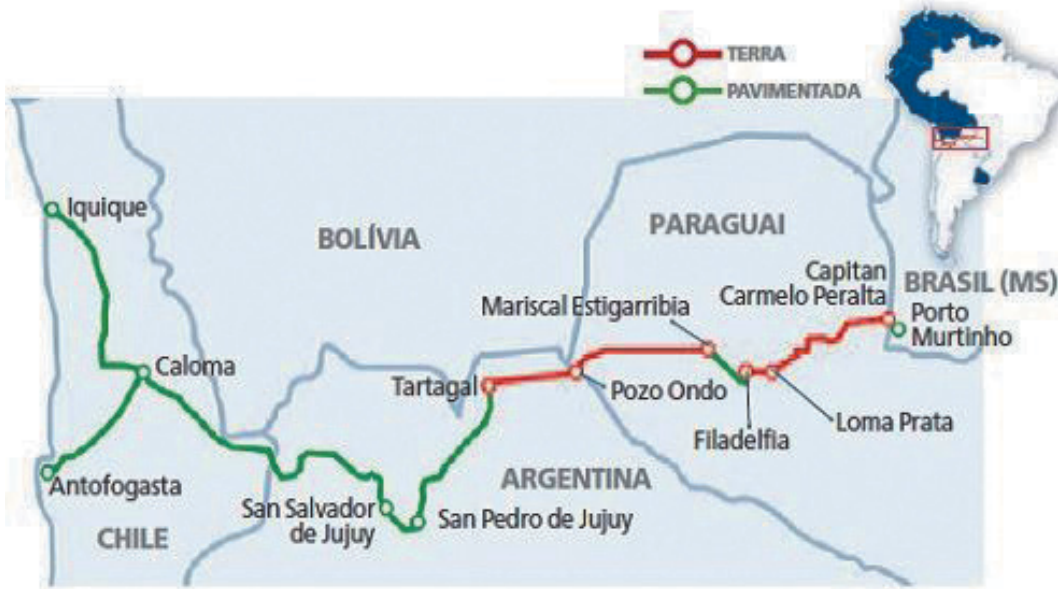 TERRA
PAVIMENTADA
Iquique
BOLÍVIA
PARAGUAI
Capitan
Carmelo Peralta
BRASIL (MS)
Porto
Murtinho
Mariscal Estigarribia
Caloma
Tartagal
Pozo Ondo
Loma Prata
Filadelfia
Antofogasta
ARGENTINA
San Salvador
de Jujuy
San Pedro de Jujuy
CHILE